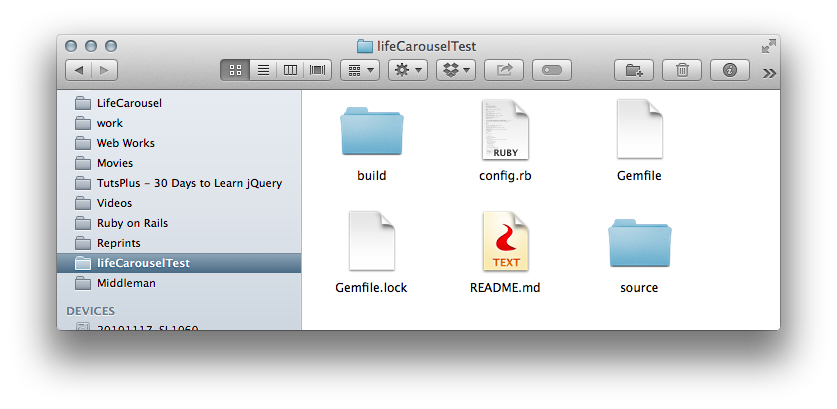 lifeCarouselTest
LifeCarousel
work
Web Works
Movies
TutsPlus – 30 Days to Learn jQuery
Videos
Ruby on Rails
Reprints
lifeCarouselTest
Middleman
DEVICES
20101117_SL1060
RUBY
build
config.rb
Gemfile
TEXT
Gemfile.lock
README.md
source